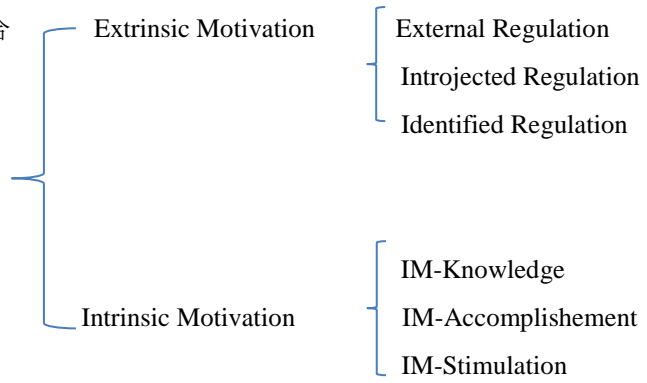 Extrinsic Motivation
External Regulation
Introjected Regulation
Identified Regulation
Intrinsic Motivation
IM-Knowledge
IM-Accomplishement
IM-Stimulation